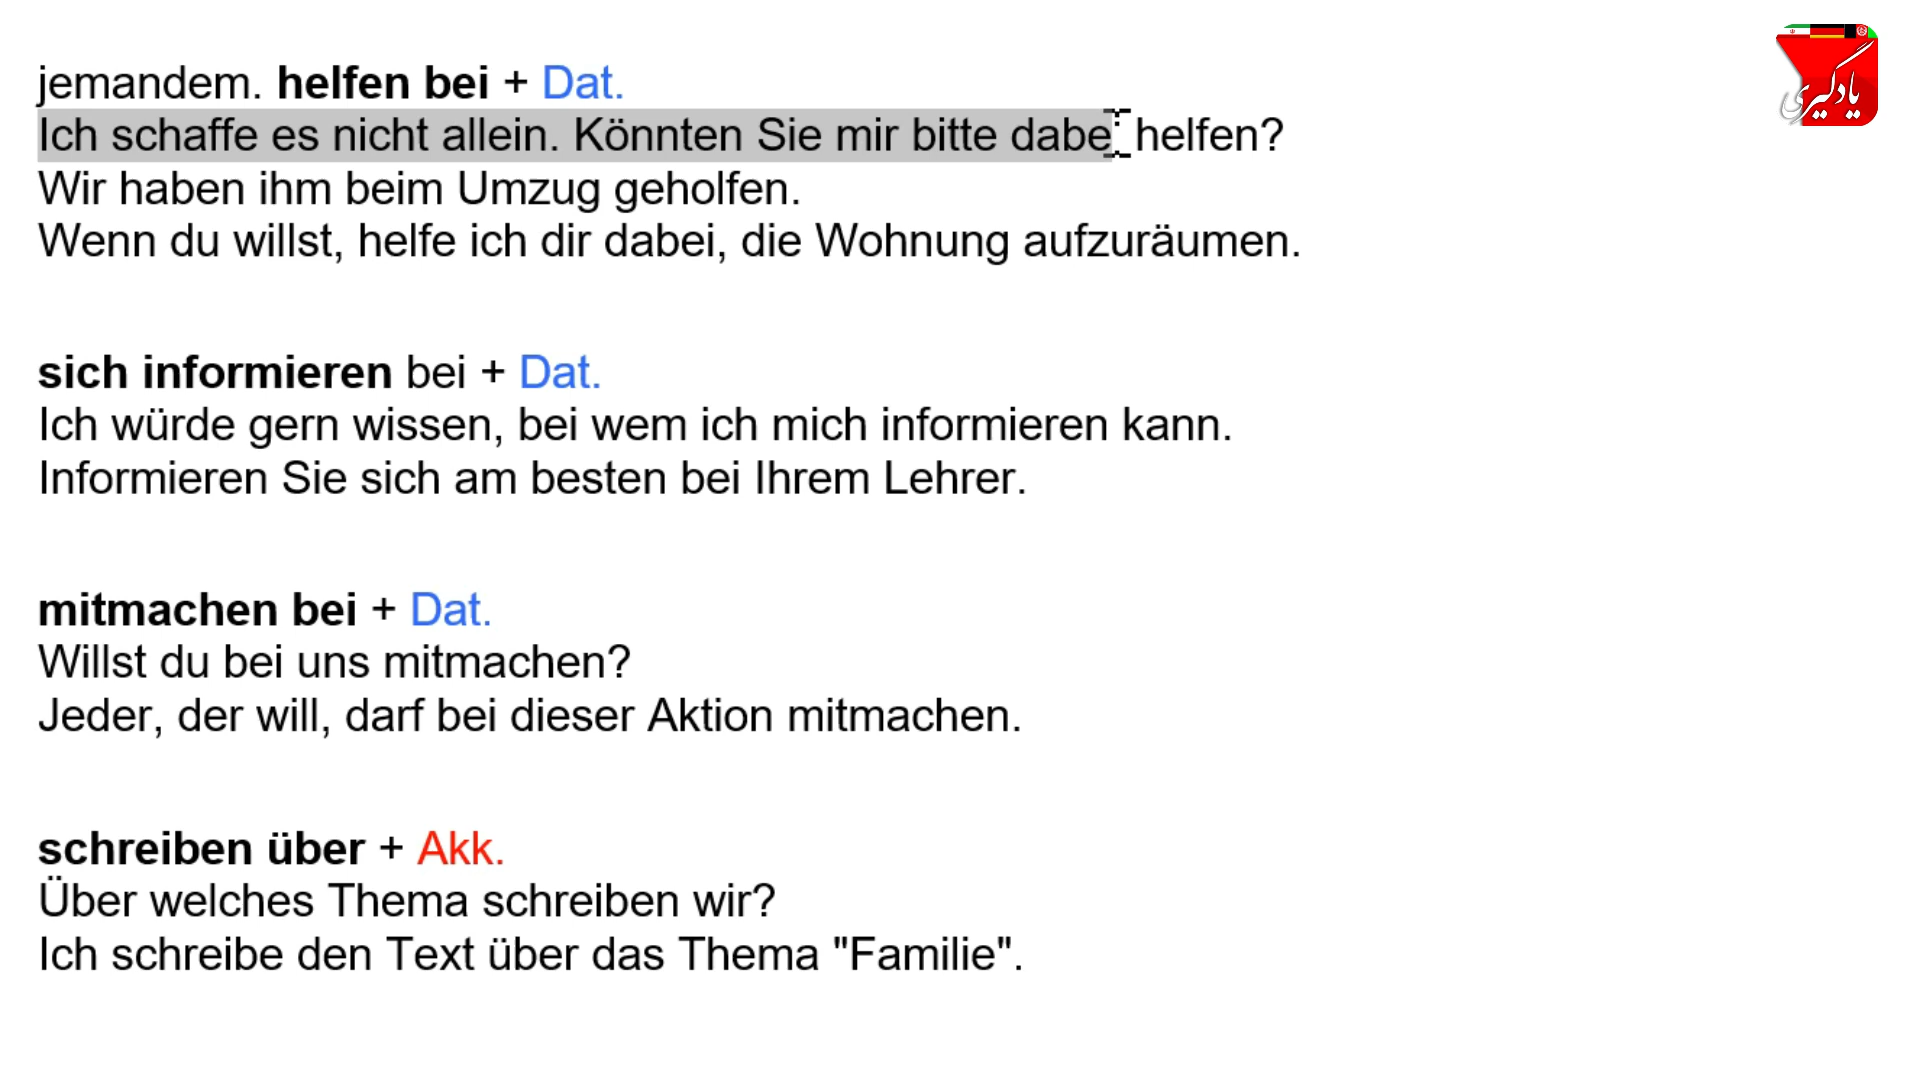 jemandem. helfen bei + Dat.
Ich schaffe es nicht allein. Könnten Sie mir bitte dabei helfen?
Wir haben ihm beim Umzug geholfen.
Wenn du willst, helfe ich dir dabei, die Wohnung aufzuräumen.
sich informieren bei + Dat.
Ich würde gern wissen, bei wem ich mich informieren kann.
Informieren Sie sich am besten bei Ihrem Lehrer.
mitmachen bei + Dat.
Willst du bei uns mitmachen?
Jeder, der will, darf bei dieser Aktion mitmachen.
schreiben über + Akk.
Über welches Thema schreiben wir?
Ich schreibe den Text über das Thema "Familie".
یادگیری